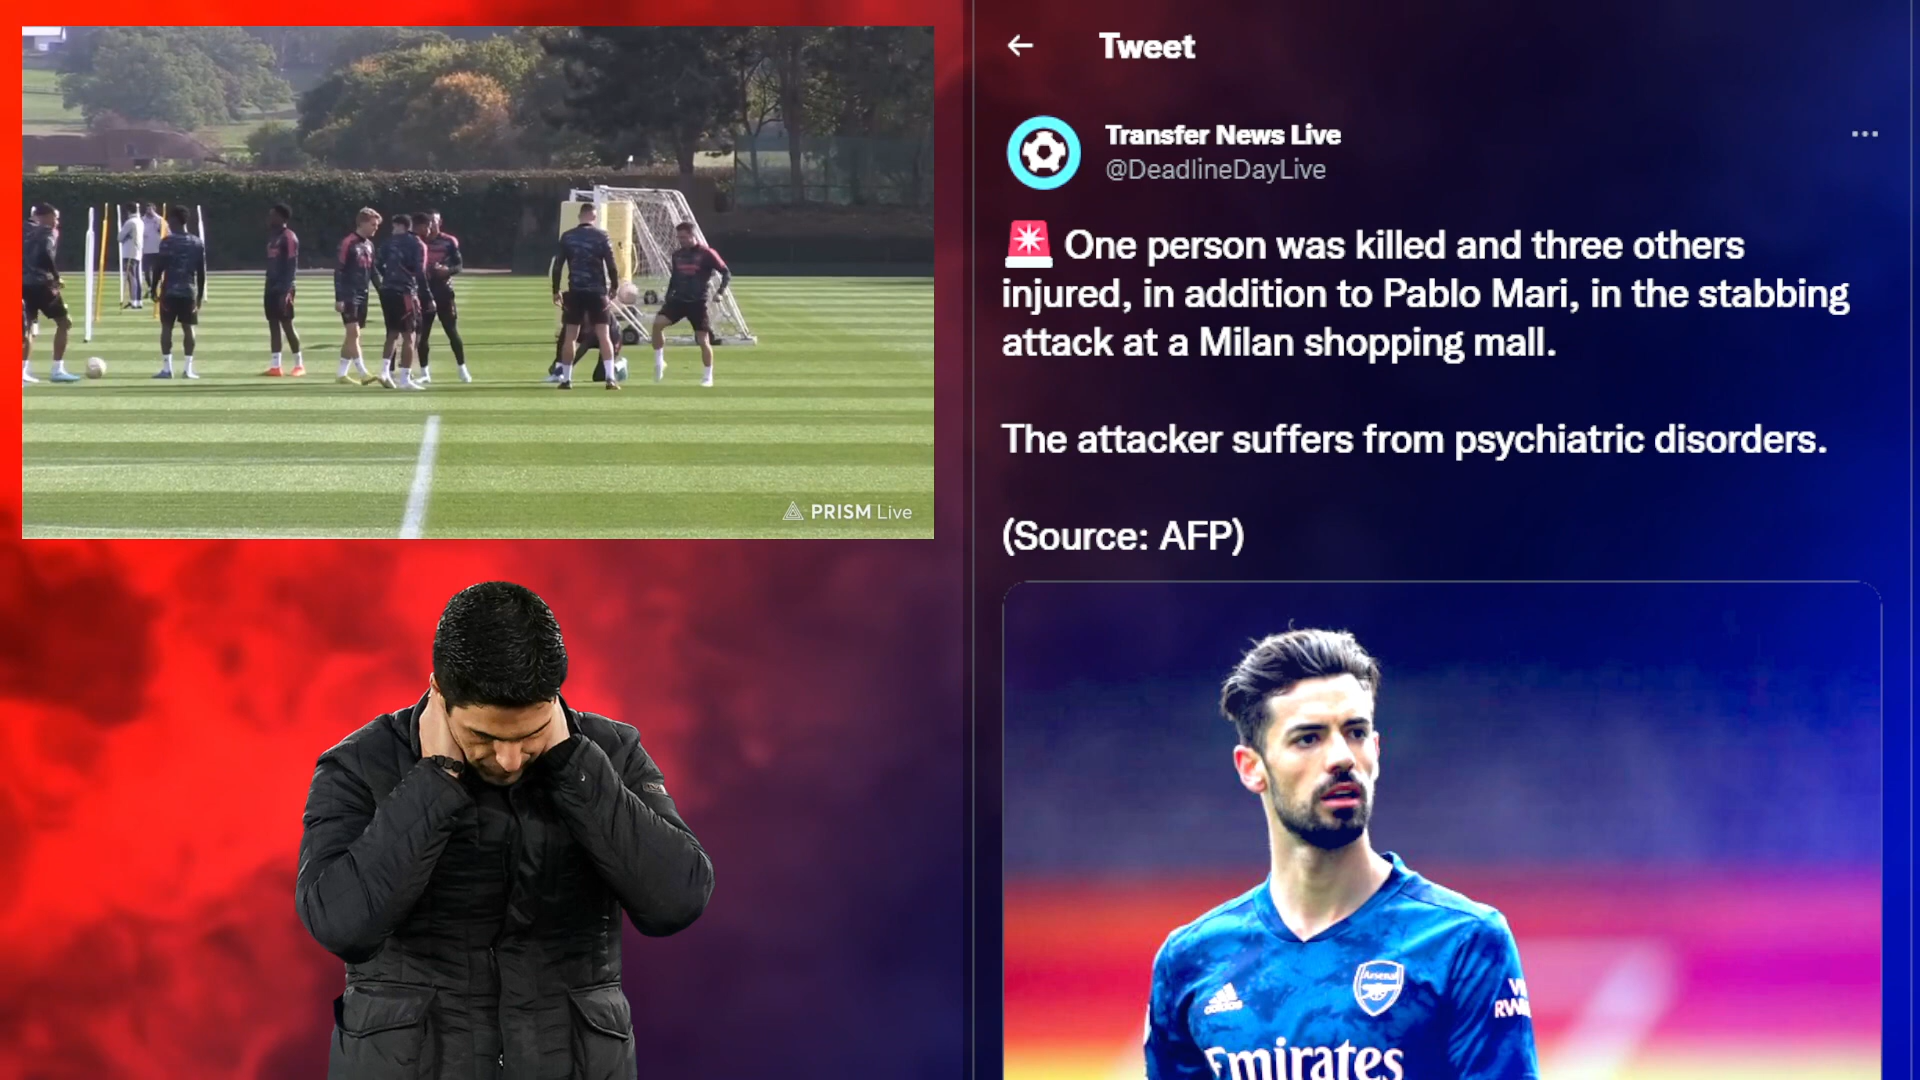 PRISM Live
Tweet
Transfer News Live
@DeadlineDayLive
One person was killed and three others
injured, in addition to Pablo Mari, in the stabbing
attack at a Milan shopping mall.
The attacker suffers from psychiatric disorders.
(Source: AFP)
Arsenal
adidas
Emirates